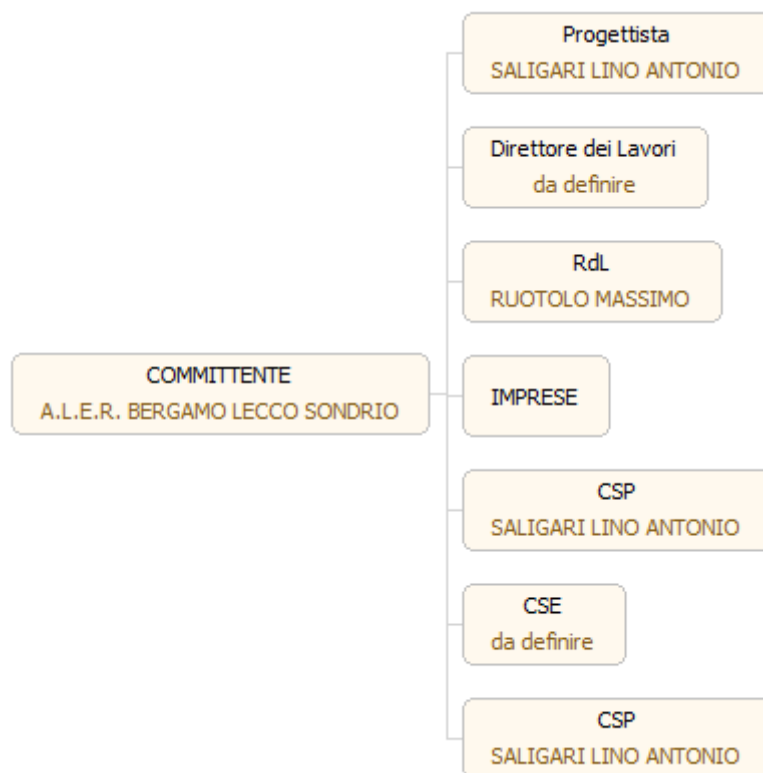 Progettista
SALIGARI LINO ANTONIO
Direttore dei Lavori
da definire
RdL
RUOTOLO MASSIMO
COMMITTENTE
A.L.E.R. BERGAMO LECCO SONDRIO
IMPRESE
CSP
SALIGARI LINO ANTONIO
CSE
da definire
CSP
SALIGARI LINO ANTONIO